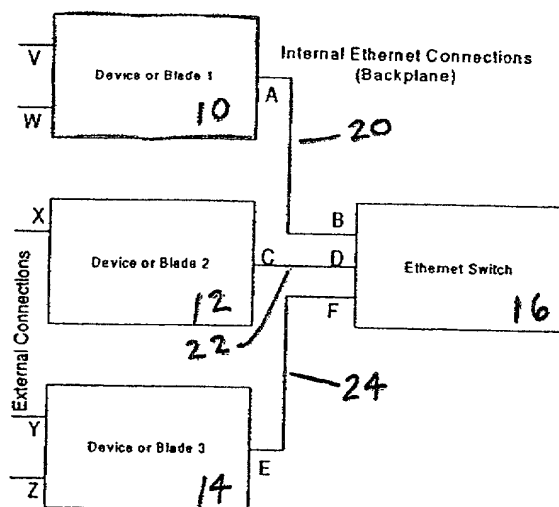 V
W
Device or Blade 1
10
A
Internal Ethernet Connections
(Backplane)
20
X
Device or Blade 2
12
C
22
B
D
F
Ethernet Switch
16
24
External Connections
Y
Z
Device or Blade 3
14
E